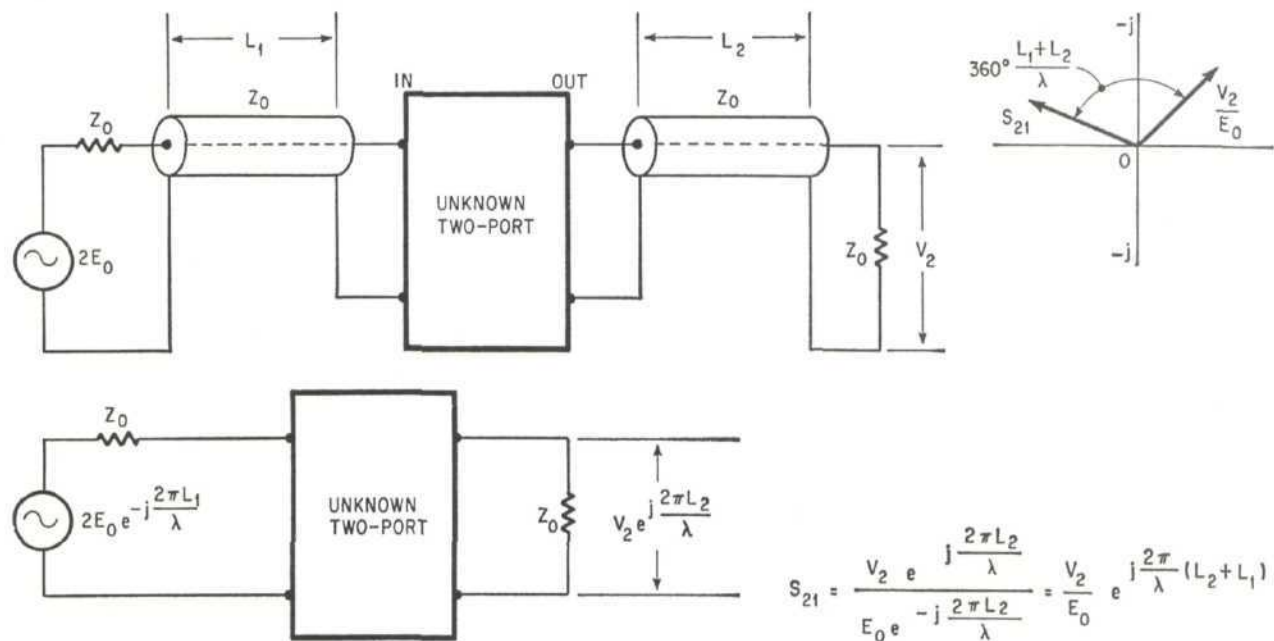 L₁
L₂
IN
OUT
Z₀
Z₀
Z₀
2E₀
UNKNOWN
TWO-PORT
Z₀
V₂
-j
360° (L₁+L₂)/λ
S₂₁
V₂/E₀
0
-j
Z₀
2E₀ e^(-j 2πL₁/λ)
UNKNOWN
TWO-PORT
Z₀
V₂ e^(j 2πL₂/λ)
S₂₁ = (V₂ e^(j 2πL₂/λ))/(E₀ e^(-j 2πL₂/λ)) = V₂/E₀ e^(j 2π/λ (L₂+L₁))